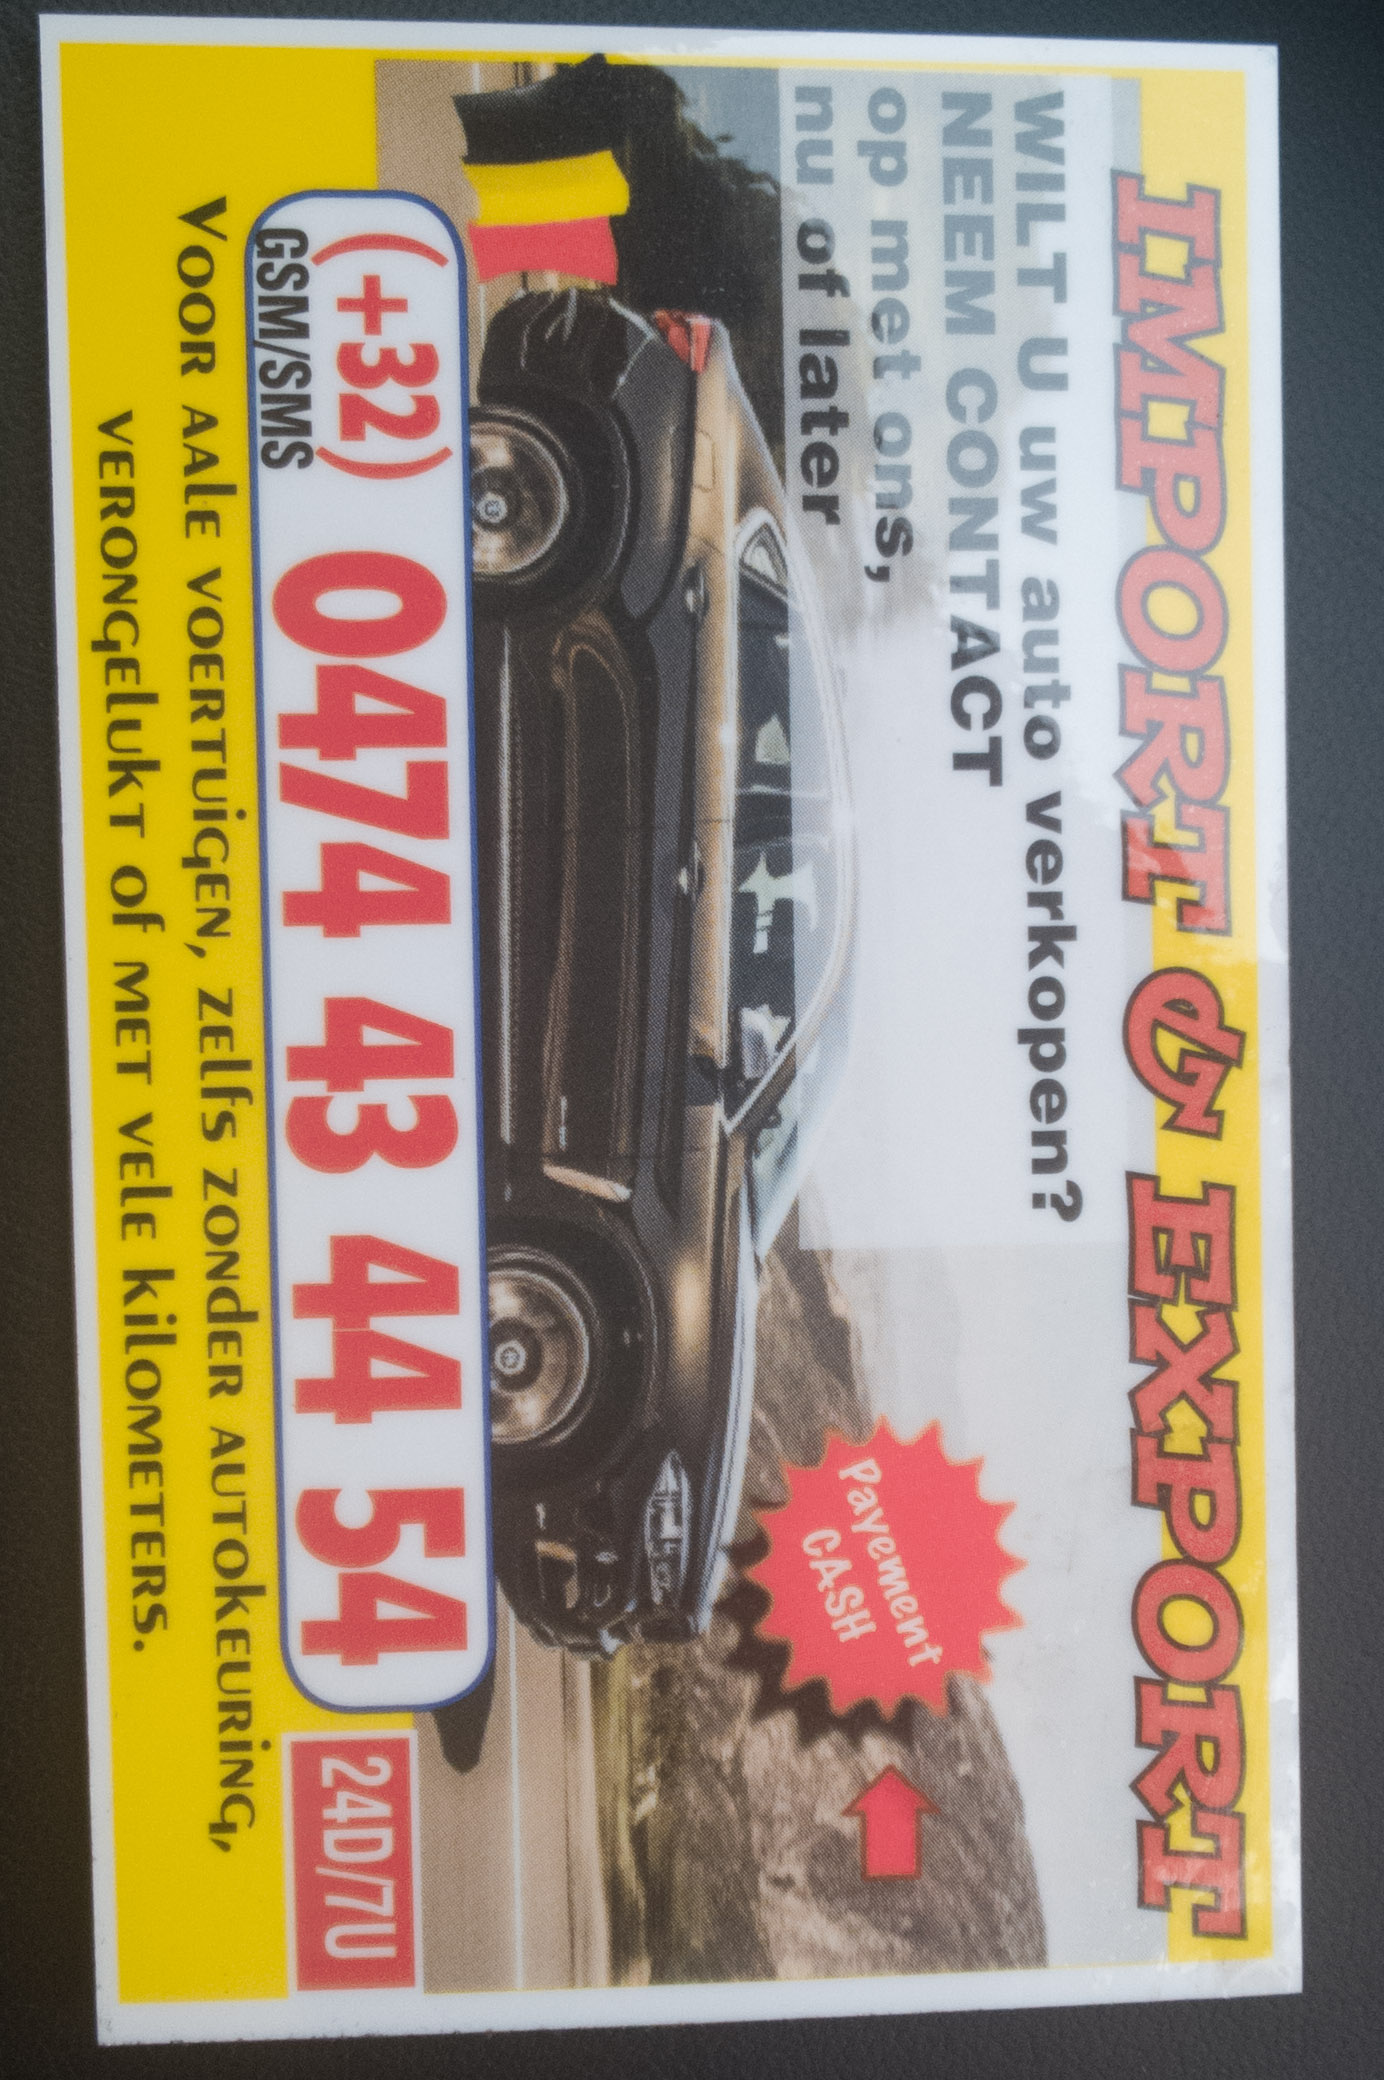 IMPORT & EXPORT
WILT U uw auto verkopen?
NEEM CONTACT
op met ons,
nu of later
Payement
CASH
(+32) 0474 43 44 54
GSM/SMS
24D/7U
VOOR AALE VOERTUIGEN, ZELFS ZONDER AUTOKEURING,
VERONGELUKT OF MET VELE KILOMETERS.